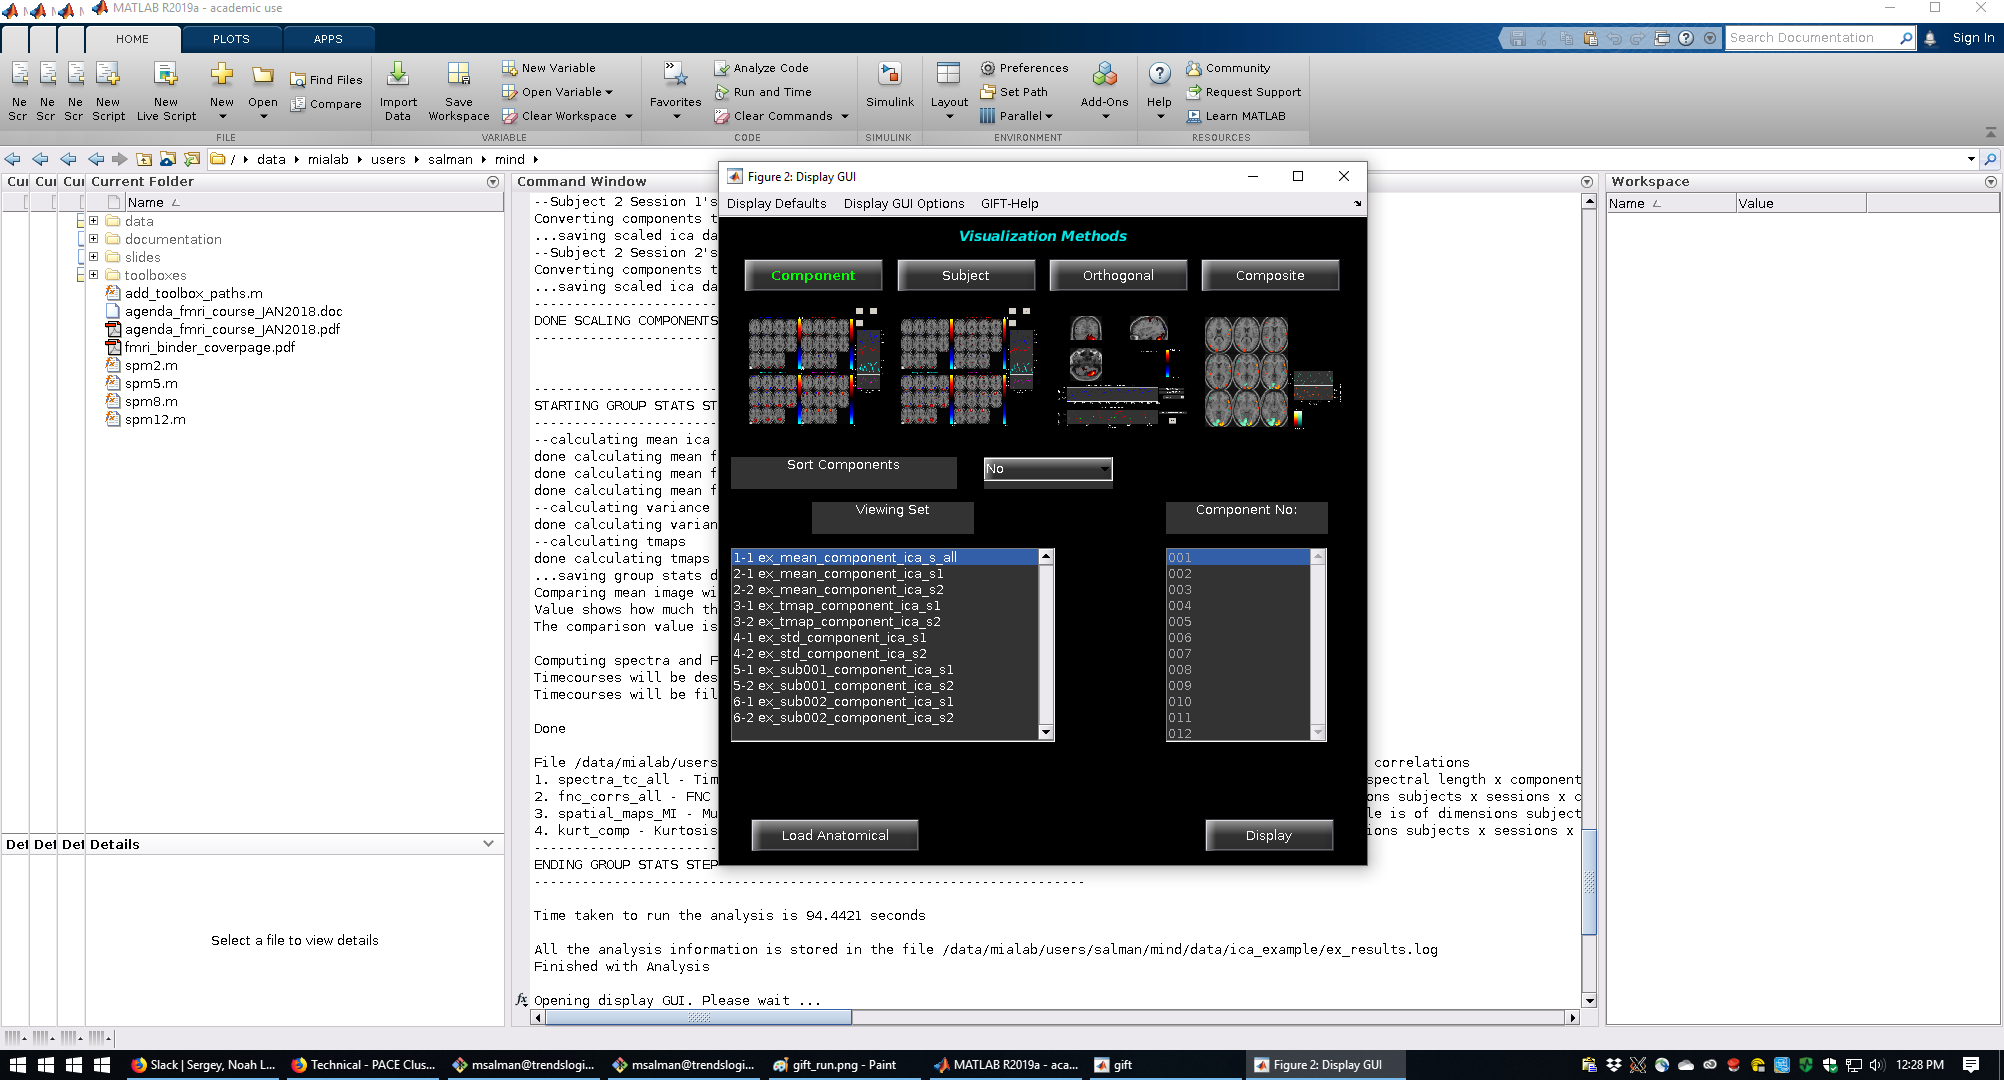 MATLAB R2019a - academic use
HOME PLOTS APPS
Search Documentation
Sign In
Ne Scr
Ne Scr
Ne Scr
New Script
New Live Script
New
Open
Find Files
Compare
FILE
Import Data
Save Workspace
New Variable
Open Variable
Clear Workspace
VARIABLE
Favorites
Analyze Code
Run and Time
Clear Commands
CODE
Simulink
SIMULINK
Layout
Preferences
Set Path
Parallel
Add-Ons
ENVIRONMENT
Help
Community
Request Support
Learn MATLAB
RESOURCES
/ data mialab users salman mind
Cur Cur Cur Current Folder
Name
data
documentation
slides
toolboxes
add_toolbox_paths.m
agenda_fmri_course_JAN2018.doc
agenda_fmri_course_JAN2018.pdf
fmri_binder_coverpage.pdf
spm2.m
spm5.m
spm8.m
spm12.m
Det Det Det Details
Select a file to view details
Command Window
--Subject 2 Session 1's
Converting components t
...saving scaled ica da
--Subject 2 Session 2's
Converting components t
...saving scaled ica da
DONE SCALING COMPONENTS
STARTING GROUP STATS ST
--calculating mean ica
done calculating mean f
done calculating mean f
done calculating mean f
--calculating variance
done calculating varian
--calculating tmaps
done calculating tmaps
...saving group stats d
Comparing mean image wi
Value shows how much th
The comparison value is
Computing spectra and F
Timecourses will be des
Timecourses will be fil
Done
File /data/mialab/users correlations
1. spectra_tc_all - Tim spectral length x component
2. fnc_corrs_all - FNC ons subjects x sessions x c
3. spatial_maps_MI - Mu le is of dimensions subject
4. kurt_comp - Kurtosis ions subjects x sessions x
ENDING GROUP STATS STEP
Time taken to run the analysis is 94.4421 seconds
All the analysis information is stored in the file /data/mialab/users/salman/mind/data/ica_example/ex_results.log
Finished with Analysis
fx Opening display GUI. Please wait ...
Figure 2: Display GUI
Display Defaults Display GUI Options GIFT-Help
Visualization Methods
Component Subject Orthogonal Composite
Sort Components No
Viewing Set
1-1 ex_mean_component_ica_s_all
2-1 ex_mean_component_ica_s1
2-2 ex_mean_component_ica_s2
3-1 ex_tmap_component_ica_s1
3-2 ex_tmap_component_ica_s2
4-1 ex_std_component_ica_s1
4-2 ex_std_component_ica_s2
5-1 ex_sub001_component_ica_s1
5-2 ex_sub001_component_ica_s2
6-1 ex_sub002_component_ica_s1
6-2 ex_sub002_component_ica_s2
Component No:
001
002
003
004
005
006
007
008
009
010
011
012
Load Anatomical
Display
Workspace
Name Value
Slack | Sergey, Noah L...
Technical - PACE Clus...
msalman@trendslogi...
msalman@trendslogi...
gift_run.png - Paint
MATLAB R2019a - aca...
gift
Figure 2: Display GUI
12:28 PM